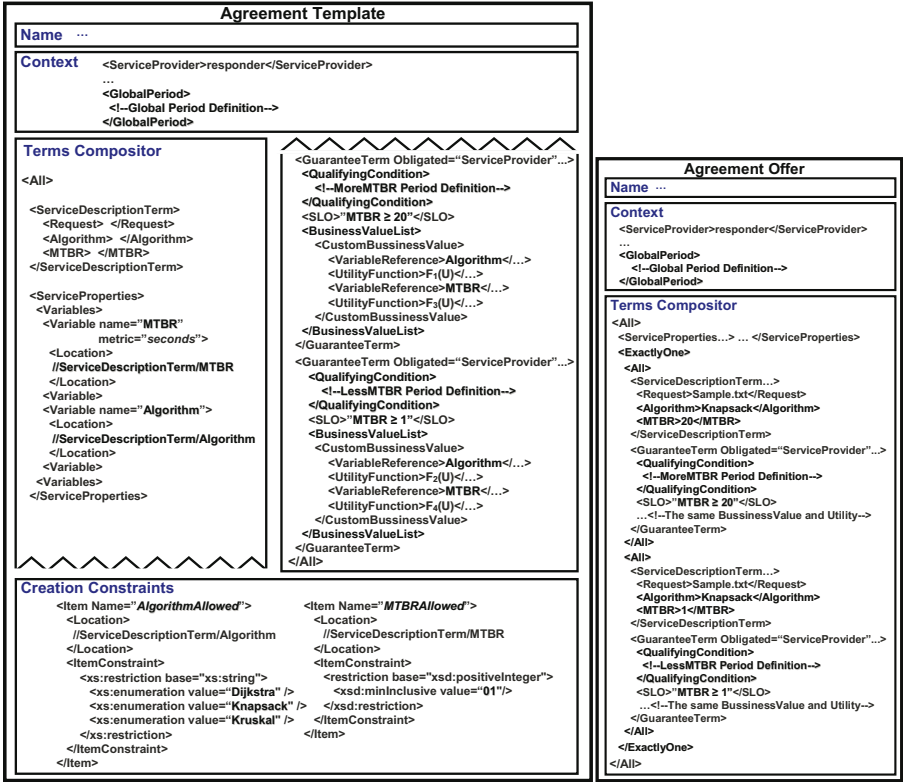 Agreement Template
Name ...
Context
<ServiceProvider>responder</ServiceProvider>
...
<GlobalPeriod>
<!--Global Period Definition-->
</GlobalPeriod>
Terms Compositor
<All>
<ServiceDescriptionTerm>
<Request> </Request>
<Algorithm> </Algorithm>
<MTBR> </MTBR>
</ServiceDescriptionTerm>
<ServiceProperties>
<Variables>
<Variable name="MTBR"
metric="seconds">
<Location>
//ServiceDescriptionTerm/MTBR
</Location>
<Variable>
<Variable name="Algorithm">
<Location>
//ServiceDescriptionTerm/Algorithm
</Location>
<Variable>
<Variables>
</ServiceProperties>
<GuaranteeTerm Obligated="ServiceProvider"...>
<QualifyingCondition>
<!--MoreMTBR Period Definition-->
</QualifyingCondition>
<SLO>"MTBR ≥ 20"</SLO>
<BusinessValueList>
<CustomBussinessValue>
<VariableReference>Algorithm</...>
<UtilityFunction>F₁(U)</...>
<VariableReference>MTBR</...>
<UtilityFunction>F₃(U)</...>
</CustomBussinessValue>
</BusinessValueList>
</GuaranteeTerm>
<GuaranteeTerm Obligated="ServiceProvider"...>
<QualifyingCondition>
<!--LessMTBR Period Definition-->
</QualifyingCondition>
<SLO>"MTBR ≥ 1"</SLO>
<BusinessValueList>
<CustomBussinessValue>
<VariableReference>Algorithm</...>
<UtilityFunction>F₂(U)</...>
<VariableReference>MTBR</...>
<UtilityFunction>F₄(U)</...>
</CustomBussinessValue>
</BusinessValueList>
</GuaranteeTerm>
</All>
Creation Constraints
<Item Name="AlgorithmAllowed">
<Location>
//ServiceDescriptionTerm/Algorithm
</Location>
<ItemConstraint>
<xs:restriction base="xs:string">
<xs:enumeration value="Dijkstra" />
<xs:enumeration value="Knapsack" />
<xs:enumeration value="Kruskal" />
</xs:restriction>
</ItemConstraint>
</Item>
<Item Name="MTBRAllowed">
<Location>
//ServiceDescriptionTerm/MTBR
</Location>
<ItemConstraint>
<restriction base="xsd:positiveInteger">
<xsd:minInclusive value="01"/>
</xsd:restriction>
</ItemConstraint>
</Item>
Agreement Offer
Name ...
Context
<ServiceProvider>responder</ServiceProvider>
...
<GlobalPeriod>
<!--Global Period Definition-->
</GlobalPeriod>
Terms Compositor
<All>
<ServiceProperties...> ... </ServiceProperties>
<ExactlyOne>
<All>
<ServiceDescriptionTerm...>
<Request>Sample.txt</Request>
<Algorithm>Knapsack</Algorithm>
<MTBR>20</MTBR>
</ServiceDescriptionTerm>
<GuaranteeTerm Obligated="ServiceProvider"...>
<QualifyingCondition>
<!--MoreMTBR Period Definition-->
</QualifyingCondition>
<SLO>"MTBR ≥ 20"</SLO>
...<!--The same BussinessValue and Utility-->
</GuaranteeTerm>
</All>
<All>
<ServiceDescriptionTerm...>
<Request>Sample.txt</Request>
<Algorithm>Knapsack</Algorithm>
<MTBR>1</MTBR>
</ServiceDescriptionTerm>
<GuaranteeTerm Obligated="ServiceProvider"...>
<QualifyingCondition>
<!--LessMTBR Period Definition-->
</QualifyingCondition>
<SLO>"MTBR ≥ 1"</SLO>
...<!--The same BussinessValue and Utility-->
</GuaranteeTerm>
</All>
</ExactlyOne>
</All>